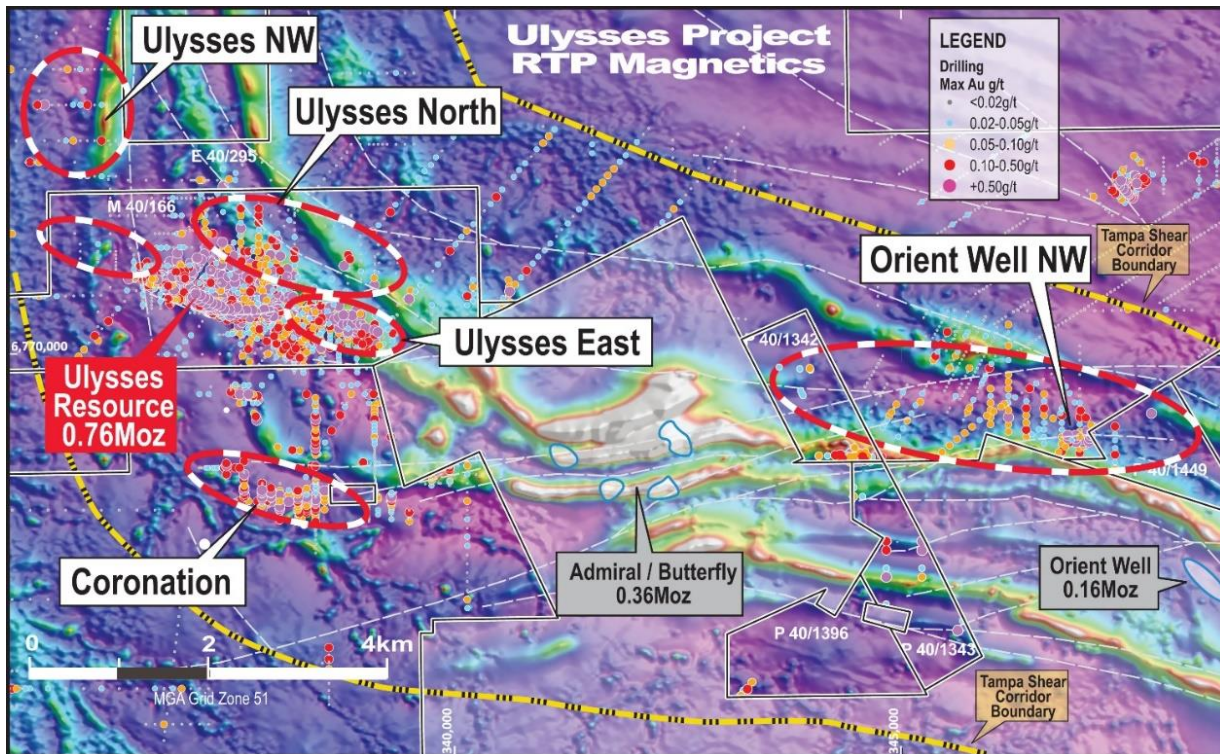 Ulysses NW
Ulysses Project
RTP Magnetics
LEGEND
Drilling
Max Au g/t
<0.02g/t
0.02-0.05g/t
0.05-0.10g/t
0.10-0.50g/t
+0.50g/t
Ulysses North
E 40/295
M 40/166
Tampa Shear
Corridor
Boundary
Orient Well NW
6,770,000
Ulysses East
P 40/1342
Ulysses
Resource
0.76Moz
40/1449
Coronation
Admiral / Butterfly
0.36Moz
Orient Well
0.16Moz
P 40/1396
P 40/1343
0 2 4km
MGA Grid Zone 51
Tampa Shear
Corridor
Boundary
340,000
345,000